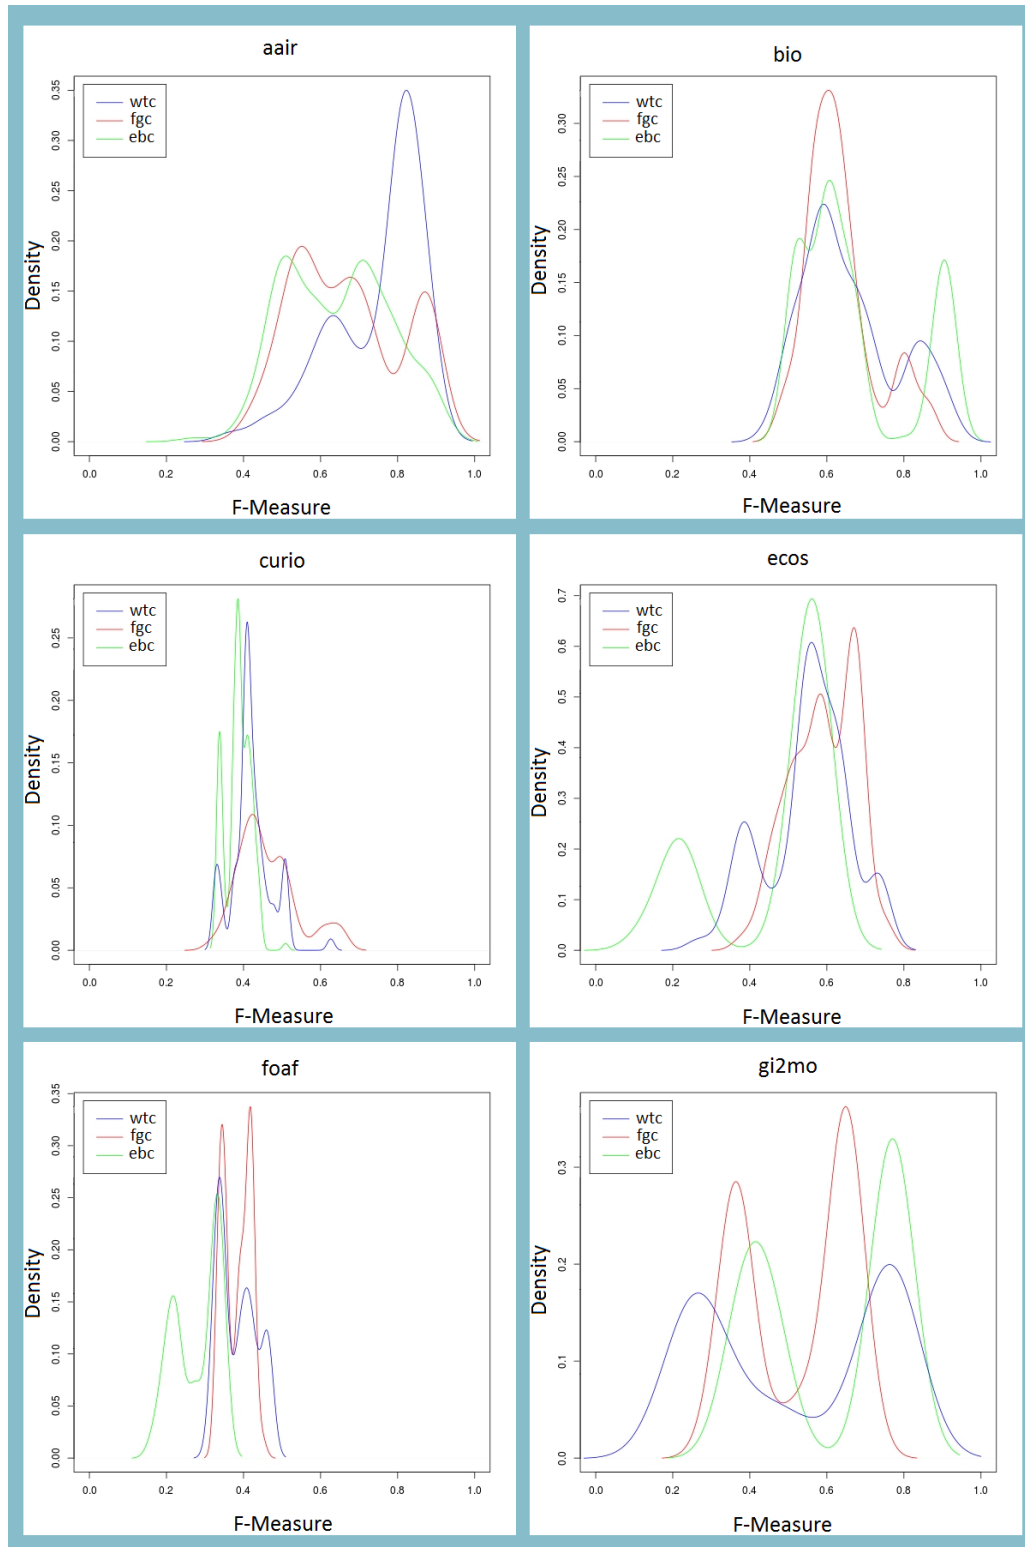 aair
wtc
fgc
ebc
0.00 0.05 0.10 0.15 0.20 0.25 0.30 0.35
Density
0.0 0.2 0.4 0.6 0.8 1.0
F-Measure
bio
wtc
fgc
ebc
0.00 0.05 0.10 0.15 0.20 0.25 0.30
Density
0.0 0.2 0.4 0.6 0.8 1.0
F-Measure
curio
wtc
fgc
ebc
0.00 0.05 0.10 0.15 0.20 0.25
Density
0.0 0.2 0.4 0.6 0.8 1.0
F-Measure
ecos
wtc
fgc
ebc
0.0 0.1 0.2 0.3 0.4 0.5 0.6 0.7
Density
0.0 0.2 0.4 0.6 0.8 1.0
F-Measure
foaf
wtc
fgc
ebc
0.00 0.05 0.10 0.15 0.20 0.25 0.30 0.35
Density
0.0 0.2 0.4 0.6 0.8 1.0
F-Measure
gi2mo
wtc
fgc
ebc
0.0 0.1 0.2 0.3
Density
0.0 0.2 0.4 0.6 0.8 1.0
F-Measure